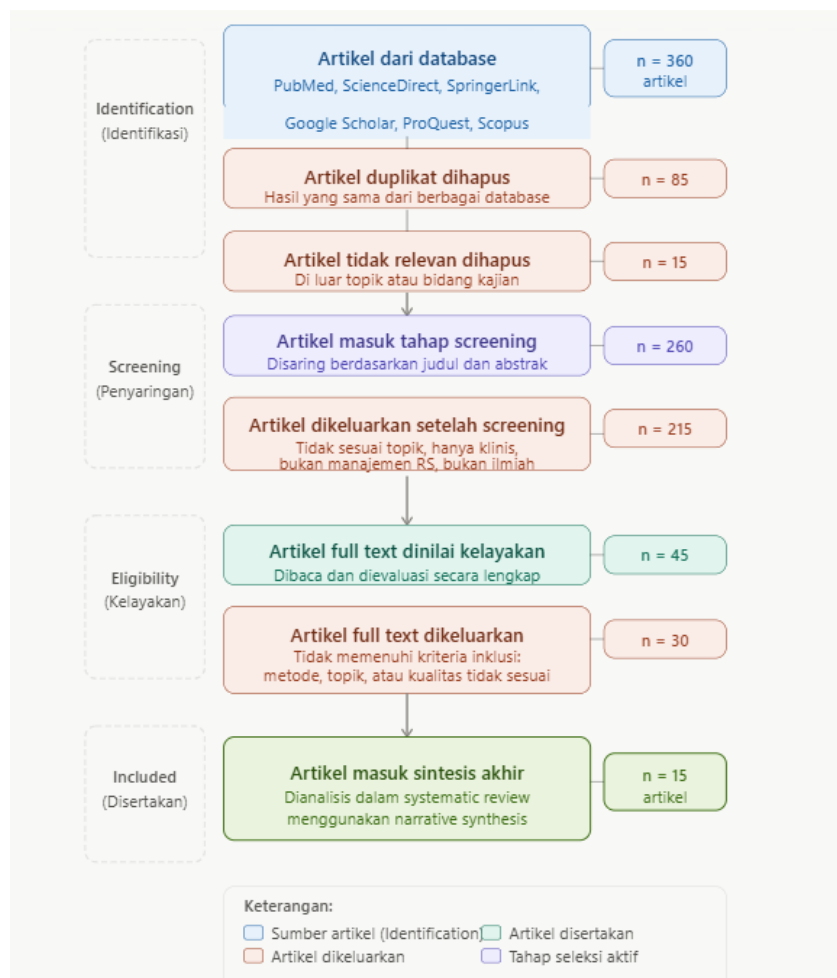 Identification
(Identifikasi)
Artikel dari database
PubMed, ScienceDirect, SpringerLink,
Google Scholar, ProQuest, Scopus
n = 360
artikel
Artikel duplikat dihapus
Hasil yang sama dari berbagai database
n = 85
Artikel tidak relevan dihapus
Di luar topik atau bidang kajian
n = 15
Screening
(Penyaringan)
Artikel masuk tahap screening
Disaring berdasarkan judul dan abstrak
n = 260
Artikel dikeluarkan setelah screening
Tidak sesuai topik, hanya klinis,
bukan manajemen RS, bukan ilmiah
n = 215
Eligibility
(Kelayakan)
Artikel full text dinilai kelayakan
Dibaca dan dievaluasi secara lengkap
n = 45
Artikel full text dikeluarkan
Tidak memenuhi kriteria inklusi:
metode, topik, atau kualitas tidak sesuai
n = 30
Included
(Disertakan)
Artikel masuk sintesis akhir
Dianalisis dalam systematic review
menggunakan narrative synthesis
n = 15
artikel
Keterangan:
Sumber artikel (Identification)
Artikel disertakan
Artikel dikeluarkan
Tahap seleksi aktif